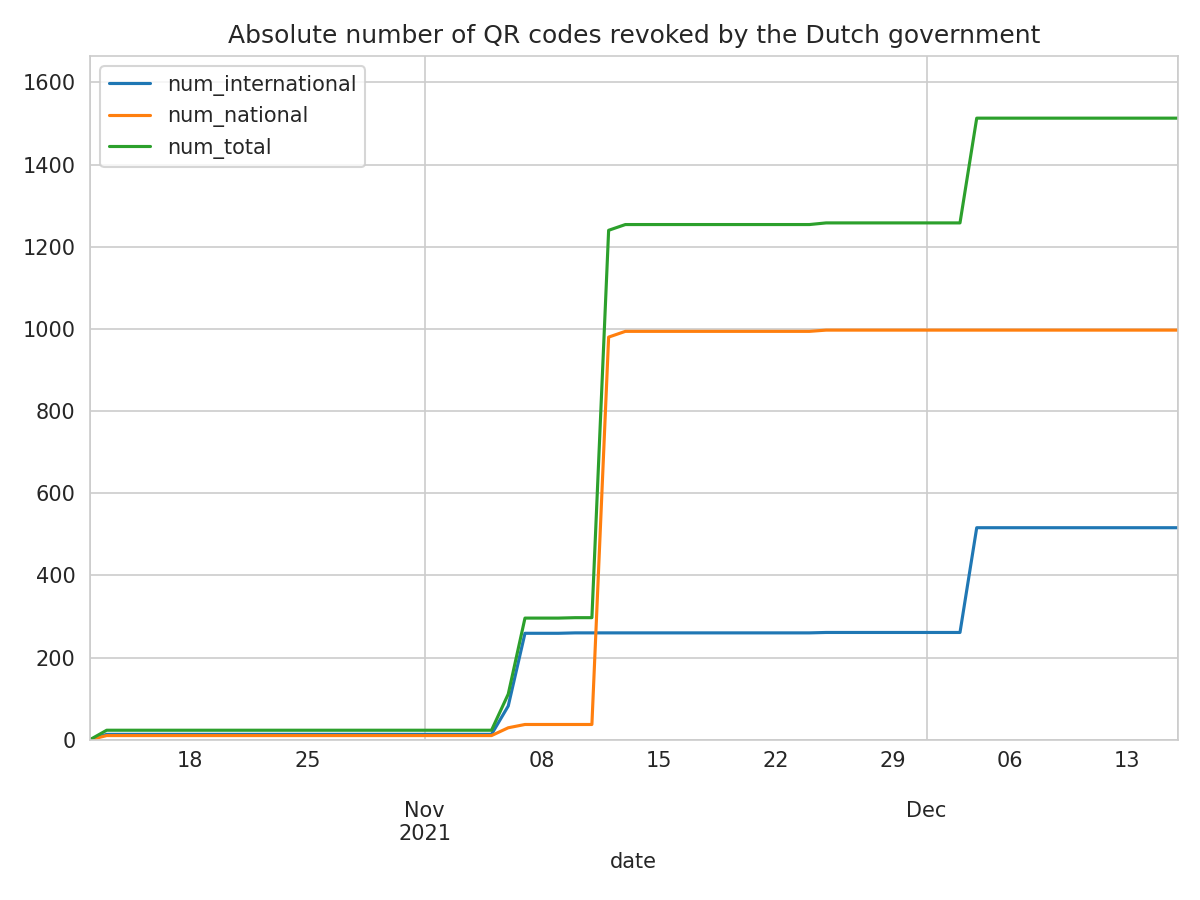 Absolute number of QR codes revoked by the Dutch government
num_international
num_national
num_total
1600
1400
1200
1000
800
600
400
200
0
18 25 08 15 22 29 06 13
Nov Dec
2021
date